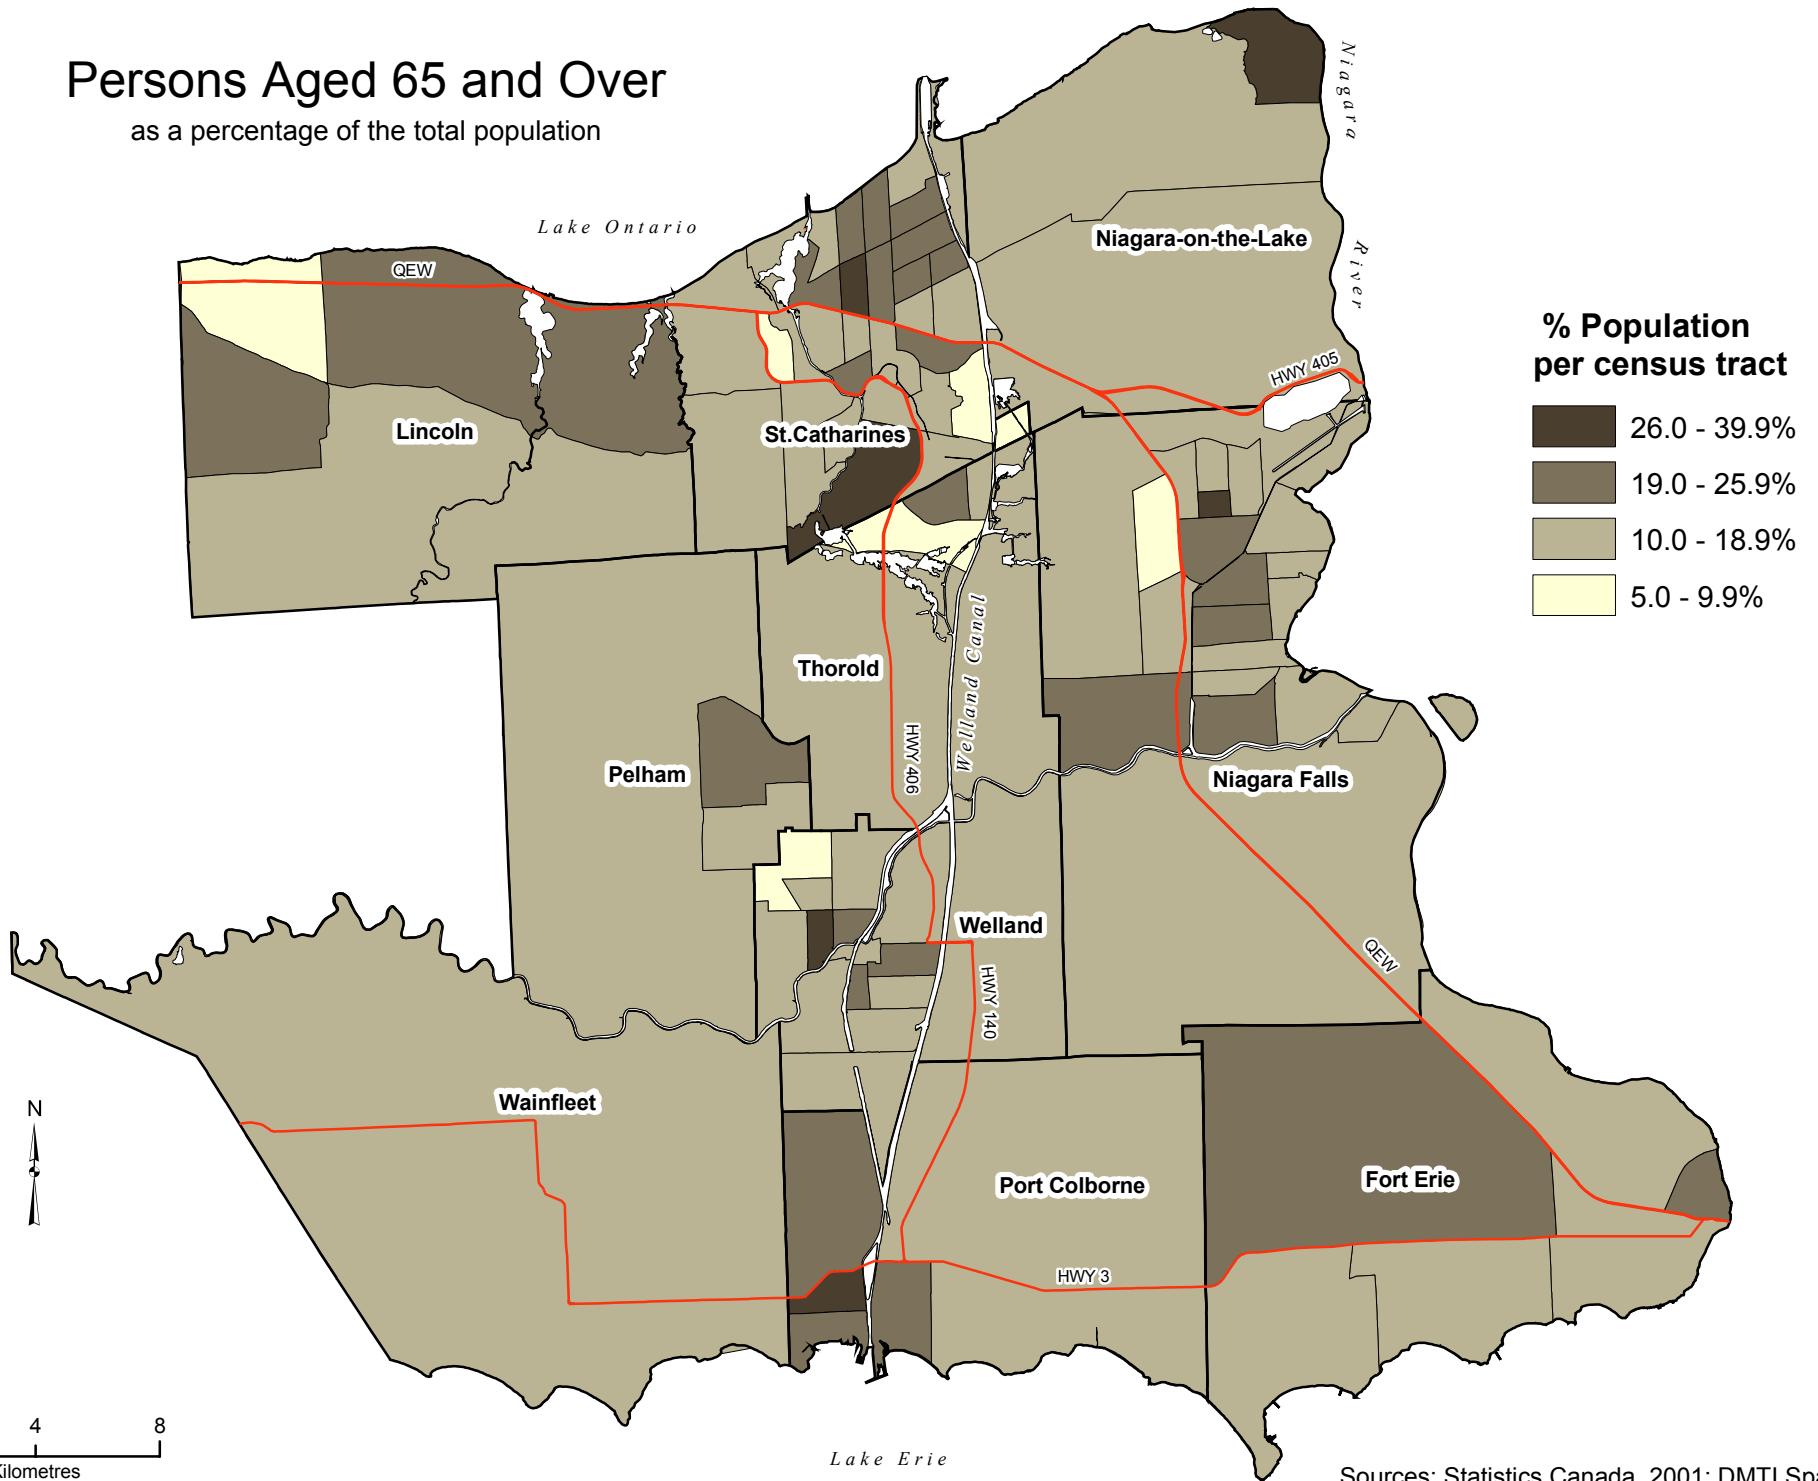 Persons Aged 65 and Over
as a percentage of the total population
Niagara
River
Lake Ontario
QEW
Niagara-on-the-Lake
HWY 405
Lincoln
St.Catharines
% Population
per census tract
26.0 - 39.9%
19.0 - 25.9%
10.0 - 18.9%
5.0 - 9.9%
Thorold
Welland Canal
HWY 406
Pelham
Niagara Falls
Welland
QEW
HWY 140
Wainfleet
N
Port Colborne
Fort Erie
HWY 3
4 8
Kilometres
Lake Erie
Sources: Statistics Canada, 2001; DMTI